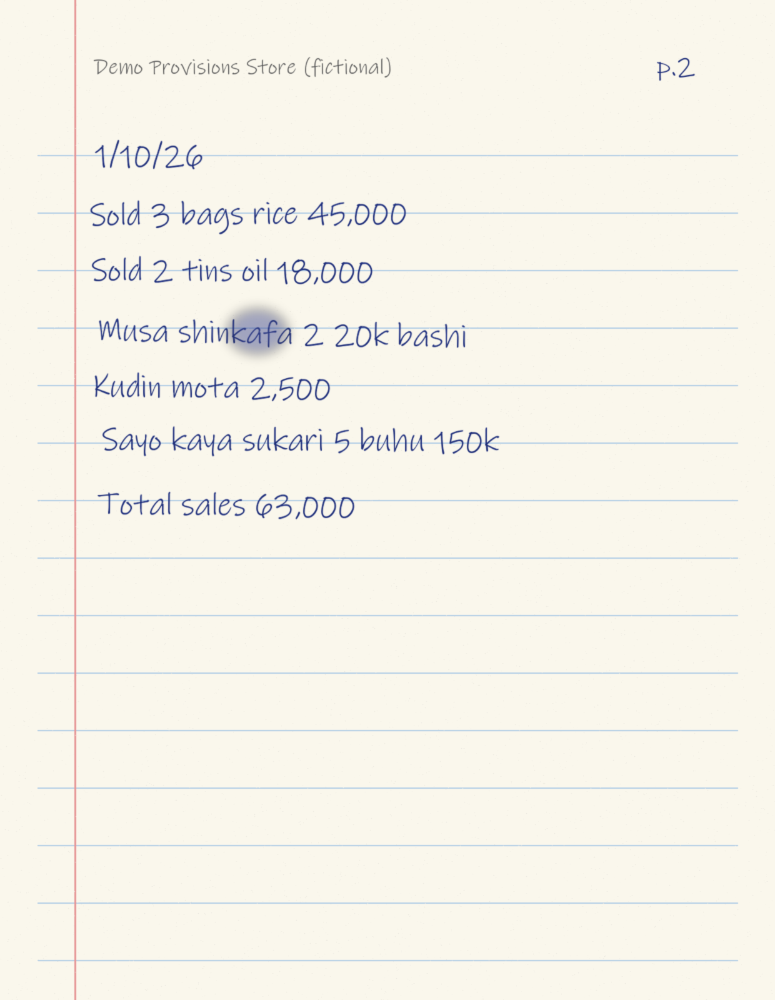 Demo Provisions Store (fictional) p.2
1/10/26
Sold 3 bags rice 45,000
Sold 2 tins oil 18,000
Musa shinkafa 2 20k bashi
Kudin mota 2,500
Sayo kaya sukari 5 buhu 150k
Total sales 63,000